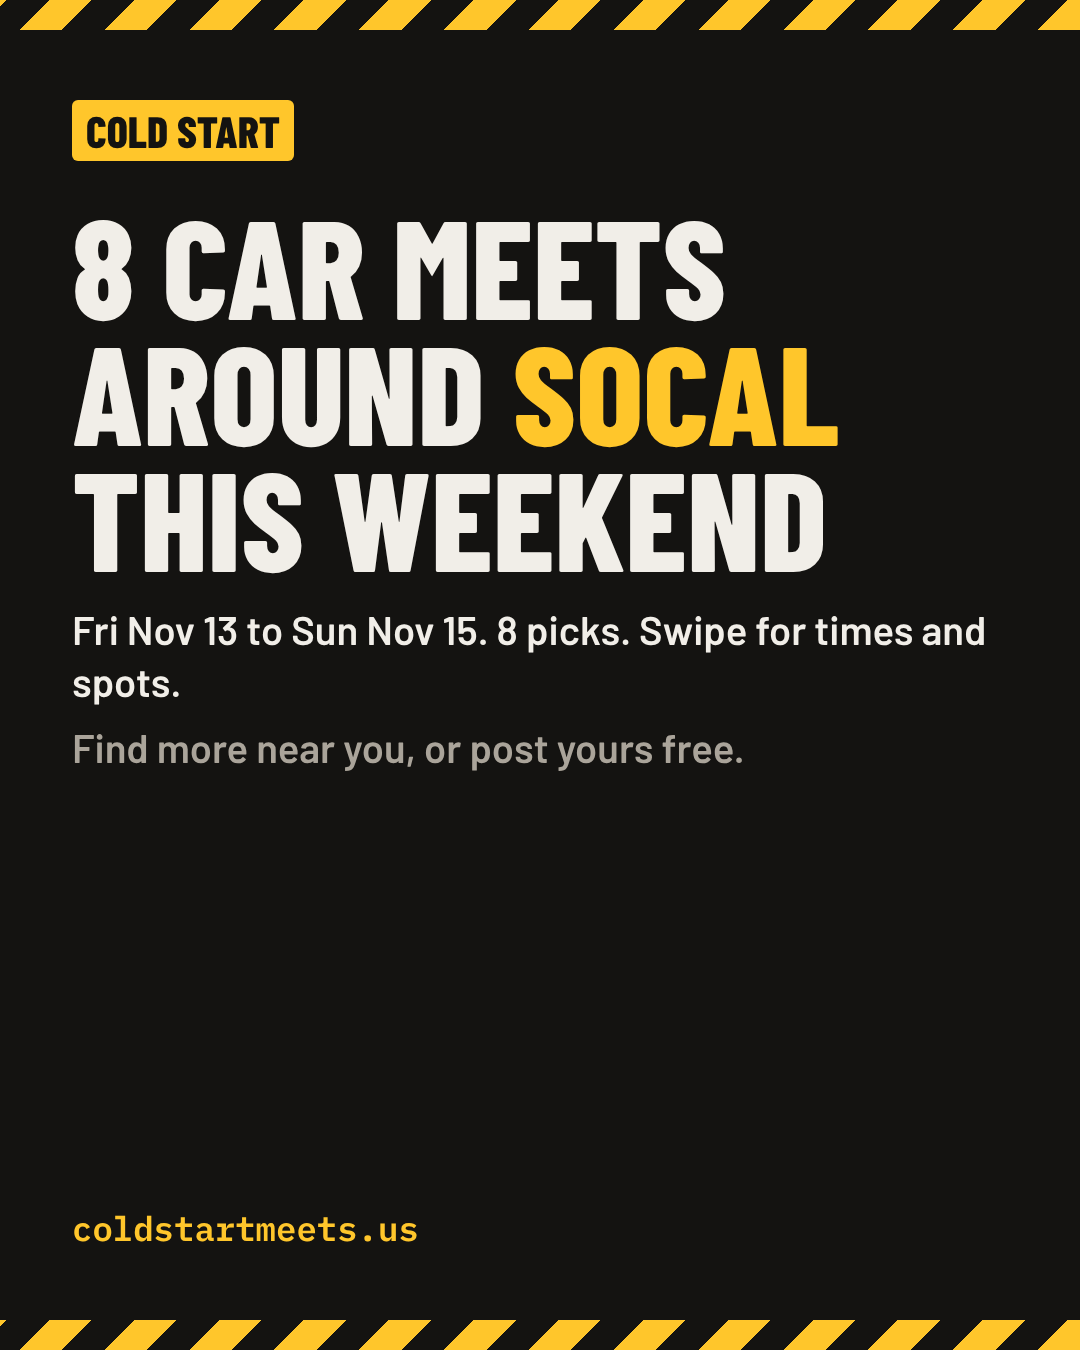 COLD START
8 CAR MEETS
AROUND SOCAL
THIS WEEKEND
Fri Nov 13 to Sun Nov 15. 8 picks. Swipe for times and
spots.
Find more near you, or post yours free.
coldstartmeets.us